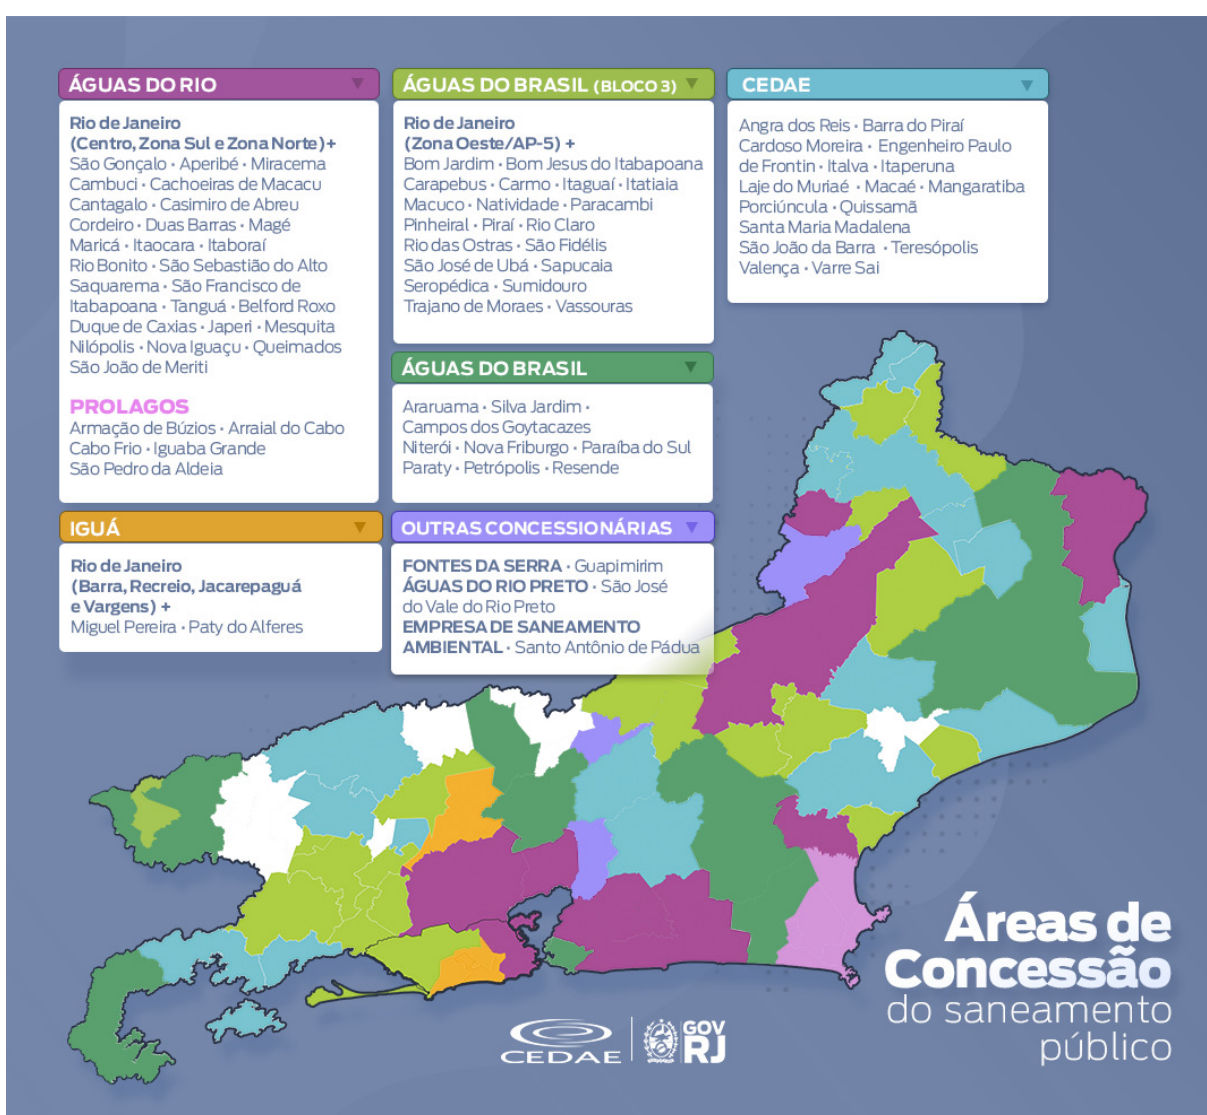 ÁGUAS DO RIO
Rio de Janeiro
(Centro, Zona Sul e Zona Norte)+
São Gonçalo • Aperibé • Miracema
Cambuci • Cachoeiras de Macacu
Cantagalo • Casimiro de Abreu
Cordeiro • Duas Barras • Magé
Maricá • Itaocara • Itaboraí
Rio Bonito • São Sebastião do Alto
Saquarema • São Francisco de
Itabapoana • Tanguá • Belford Roxo
Duque de Caxias • Japeri • Mesquita
Nilópolis • Nova Iguaçu • Queimados
São João de Meriti
PROLAGOS
Armação de Búzios • Arraial do Cabo
Cabo Frio • Iguaba Grande
São Pedro da Aldeia
ÁGUAS DO BRASIL (BLOCO 3)
Rio de Janeiro
(Zona Oeste/AP-5) +
Bom Jardim • Bom Jesus do Itabapoana
Carapebus • Carmo • Itaguaí • Itatiaia
Macuco • Natividade • Paracambi
Pinheiral • Piraí • Rio Claro
Rio das Ostras • São Fidélis
São José de Ubá • Sapucaia
Seropédica • Sumidouro
Trajano de Moraes • Vassouras
CEDAE
Angra dos Reis • Barra do Piraí
Cardoso Moreira • Engenheiro Paulo
de Frontin • Italva • Itaperuna
Laje do Muriaé • Macaé • Mangaratiba
Porciúncula • Quissamã
Santa Maria Madalena
São João da Barra • Teresópolis
Valença • Varre Sai
ÁGUAS DO BRASIL
Araruama • Silva Jardim •
Campos dos Goytacazes
Niterói • Nova Friburgo • Paraíba do Sul
Paraty • Petrópolis • Resende
IGUÁ
Rio de Janeiro
(Barra, Recreio, Jacarepaguá
e Vargens) +
Miguel Pereira • Paty do Alferes
OUTRAS CONCESSIONÁRIAS
FONTES DA SERRA • Guapimirim
ÁGUAS DO RIO PRETO • São José
do Vale do Rio Preto
EMPRESA DE SANEAMENTO
AMBIENTAL • Santo Antônio de Pádua
Áreas de
Concessão
do saneamento
público
CEDAE
GOV
RJ